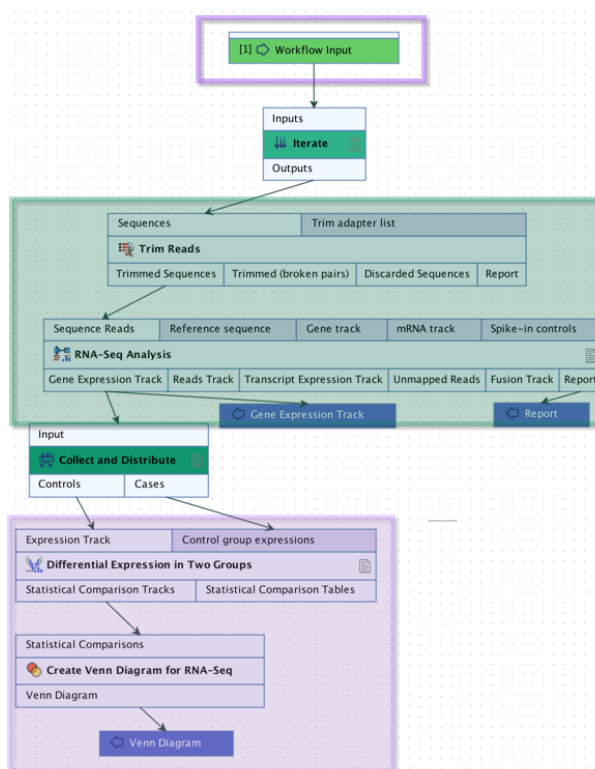 [1] Workflow Input
Inputs
Iterate
Outputs
Sequences Trim adapter list
Trim Reads
Trimmed Sequences Trimmed (broken pairs) Discarded Sequences Report
Sequence Reads Reference sequence Gene track mRNA track Spike-in controls
RNA-Seq Analysis
Gene Expression Track Reads Track Transcript Expression Track Unmapped Reads Fusion Track Report
Gene Expression Track Report
Input
Collect and Distribute
Controls Cases
Expression Track Control group expressions
Differential Expression in Two Groups
Statistical Comparison Tracks Statistical Comparison Tables
Statistical Comparisons
Create Venn Diagram for RNA-Seq
Venn Diagram
Venn Diagram